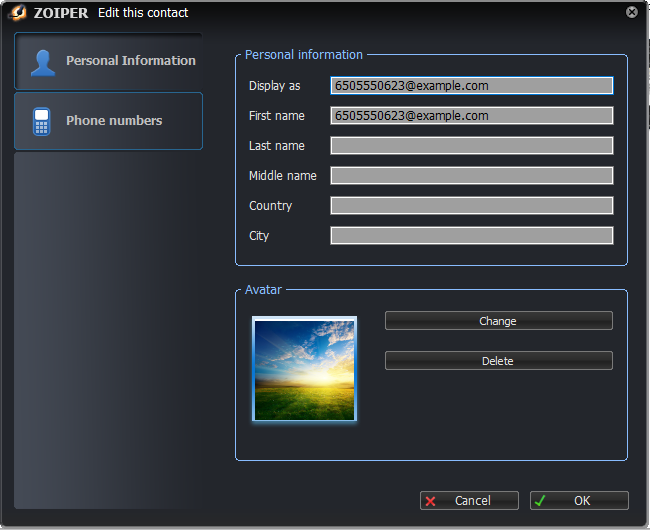 ZOIPER Edit this contact
Personal Information
Phone numbers
Personal information
Display as 6505550623@example.com
First name 6505550623@example.com
Last name
Middle name
Country
City
Avatar
Change
Delete
Cancel OK